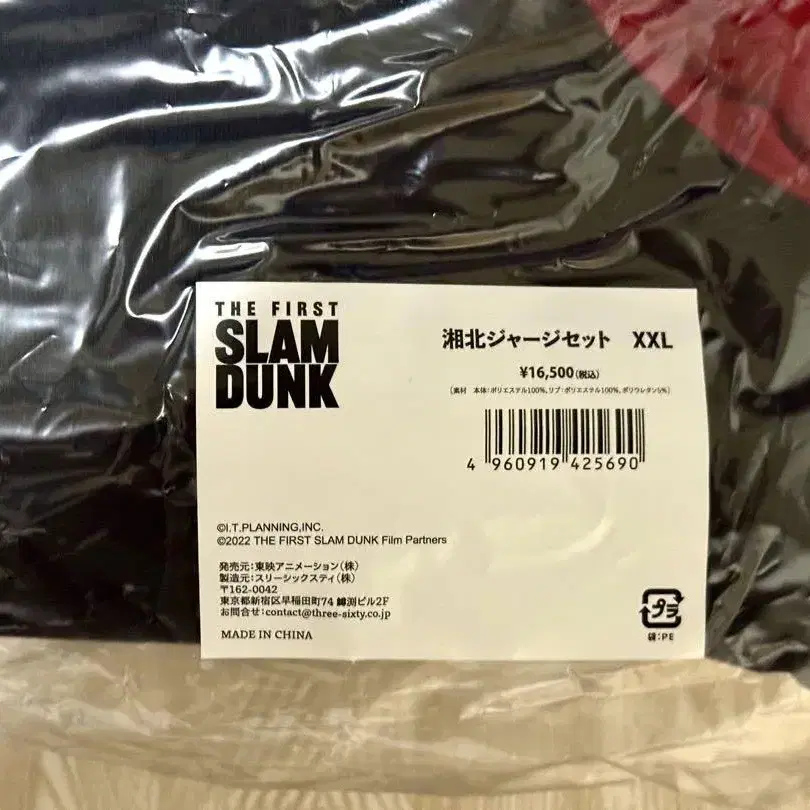 THE FIRST
SLAM
DUNK
湘北ジャージセット XXL
¥16,500(税込)
(素材 本体:ポリエステル100%, リブ:ポリエステル100%, ポリウレタン5%)
4 960919 425690
©I.T.PLANNING,INC.
©2022 THE FIRST SLAM DUNK Film Partners
発売元:東映アニメーション(株)
製造元:スリーシックスティ(株)
〒162-0042
東京都新宿区早稲田町74 鱒渕ビル2F
お問合せ:contact@three-sixty.co.jp
MADE IN CHINA
プラ
袋:PE